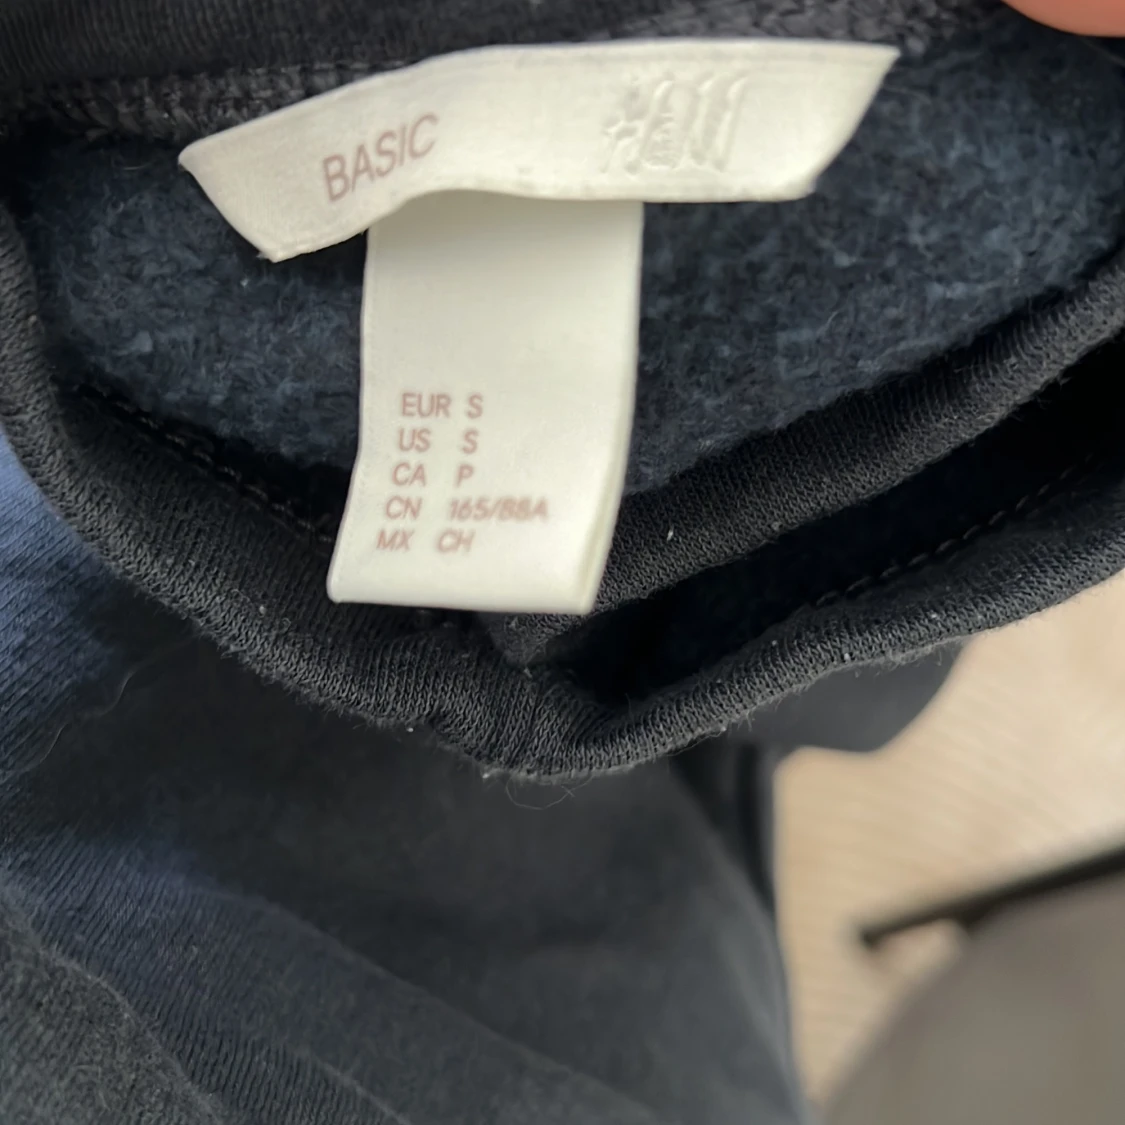 BASIC
EUR S
US S
CA P
CN 165/88A
MX CH